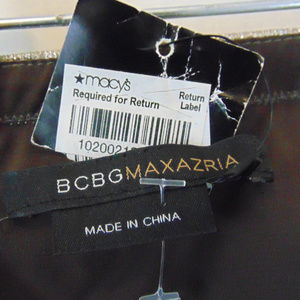 ★macy's
Required for Return
Return
Label
BCBGMAXAZRIA
MADE IN CHINA